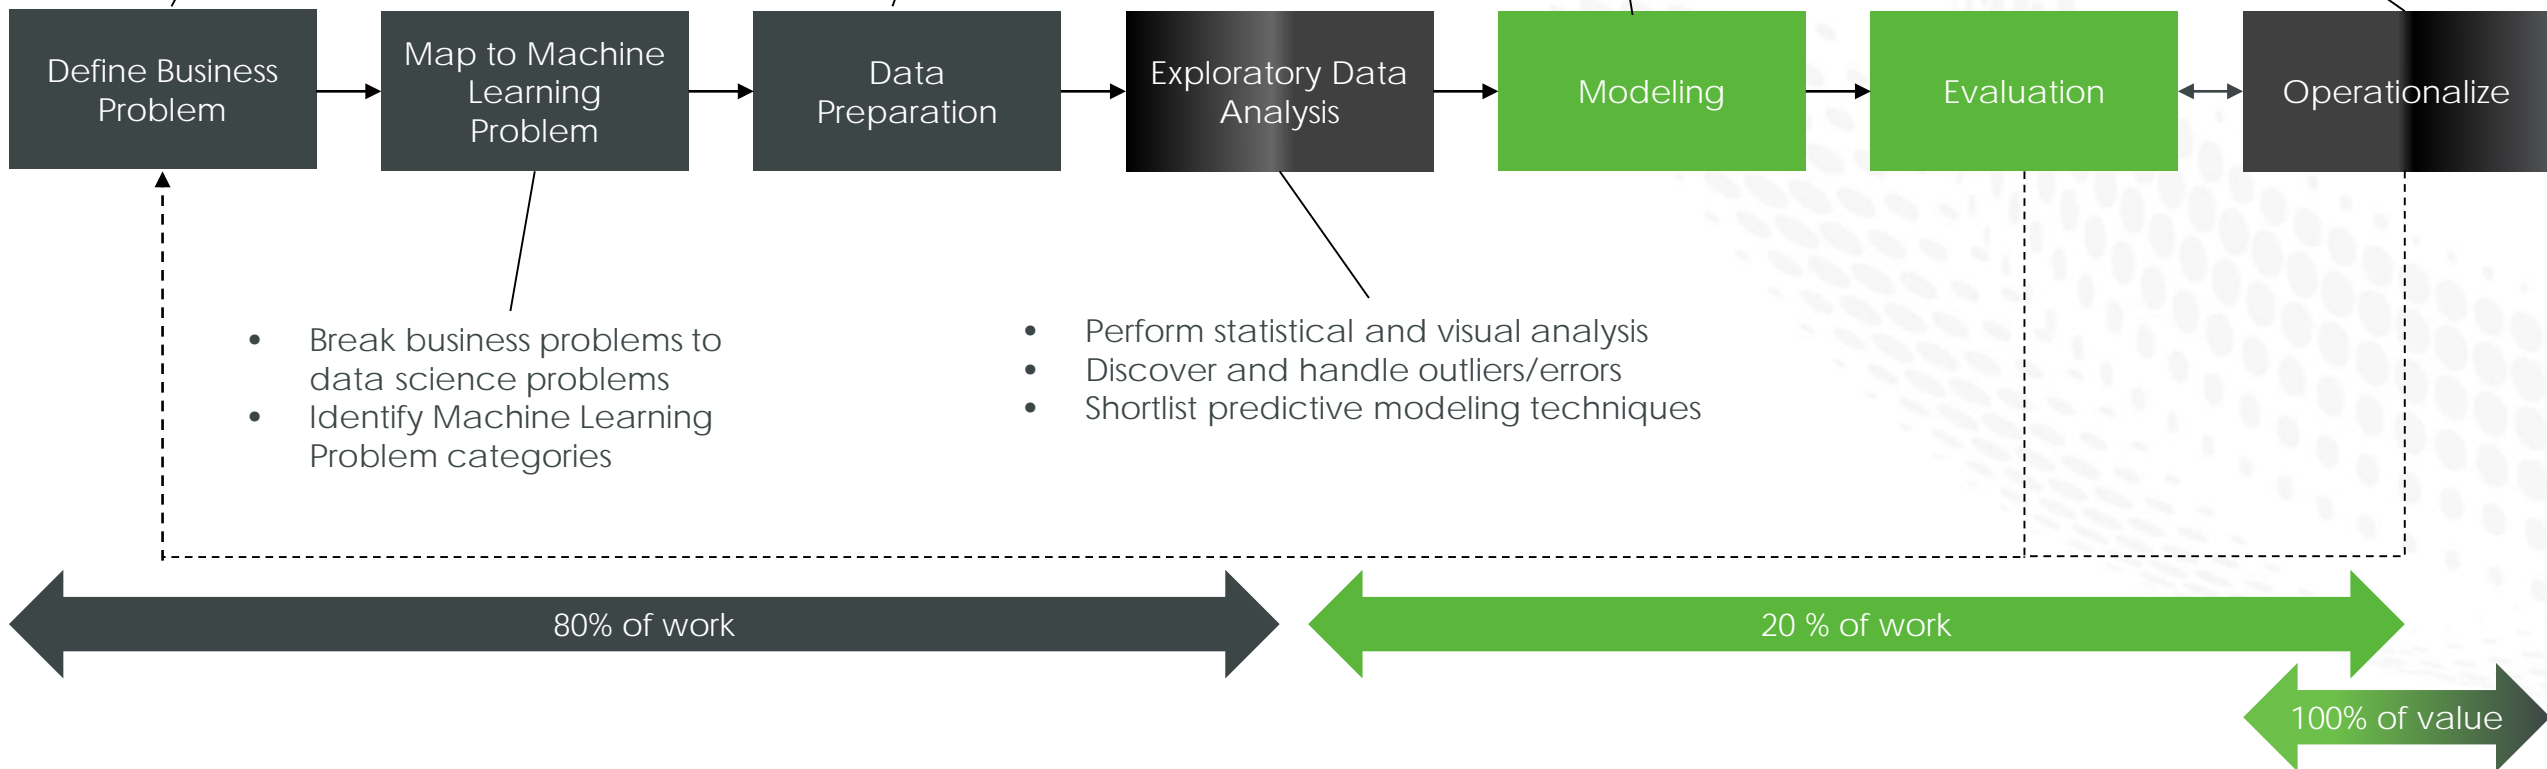 Define Business
Problem
Map to Machine
Learning
Problem
Data
Preparation
Exploratory Data
Analysis
Modeling
Evaluation
Operationalize
• Break business problems to
data science problems
• Identify Machine Learning
Problem categories
• Perform statistical and visual analysis
• Discover and handle outliers/errors
• Shortlist predictive modeling techniques
80% of work
20 % of work
100% of value